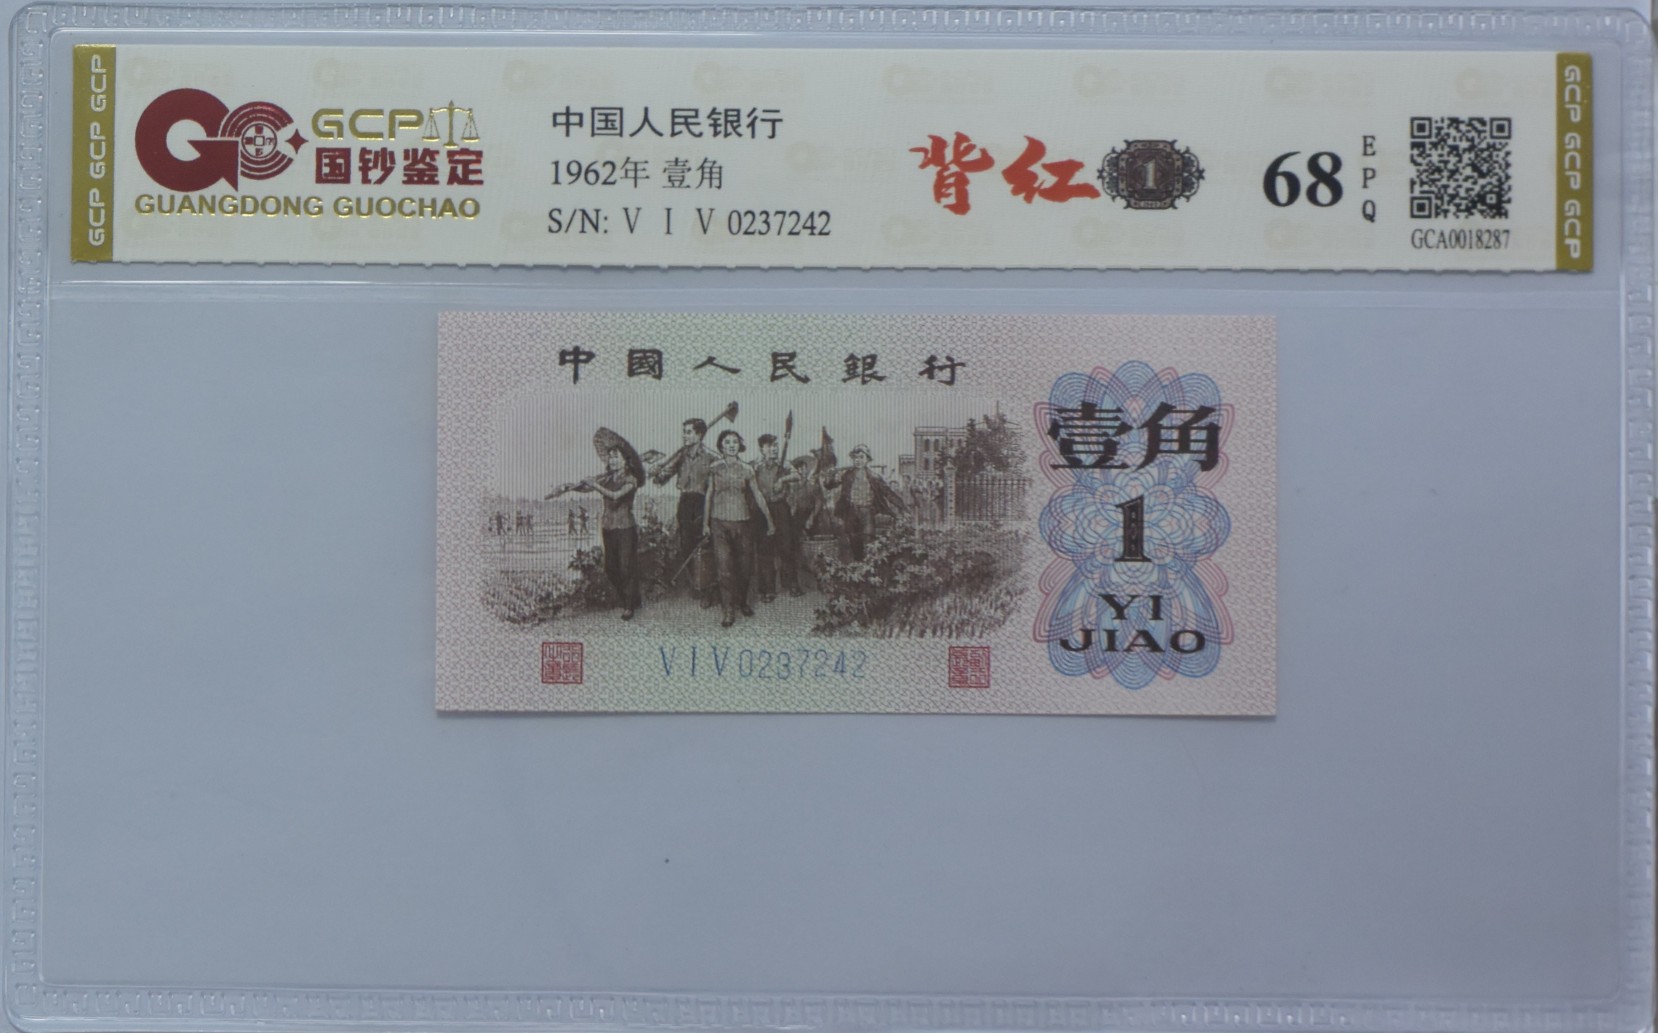 GCP GCP GCP
GCP
国钞鉴定
GUANGDONG GUOCHAO
中国人民银行
1962年 壹角
S/N: V I V 0237242
背红 1
68
EPQ
GCA0018287
GCP GCP GCP GCP
中國人民銀行
壹角
1
YI
JIAO
V I V 0237242